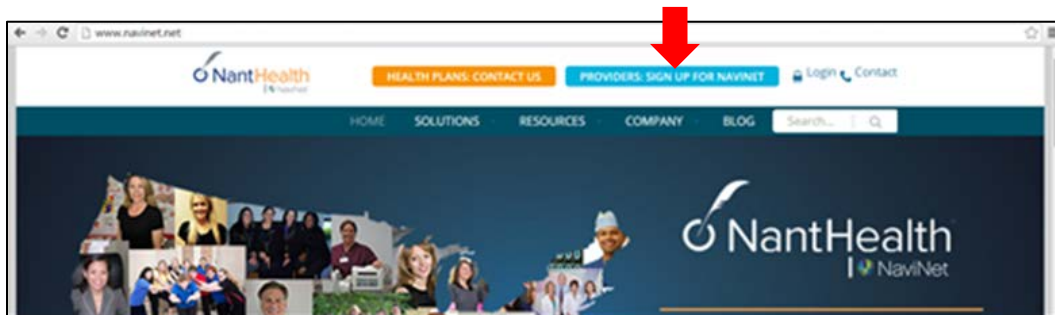 www.navinet.net
NantHealth
NaviNet
HEALTH PLANS: CONTACT US
PROVIDERS: SIGN UP FOR NAVINET
Login Contact
HOME SOLUTIONS RESOURCES COMPANY BLOG Search...
NantHealth
NaviNet